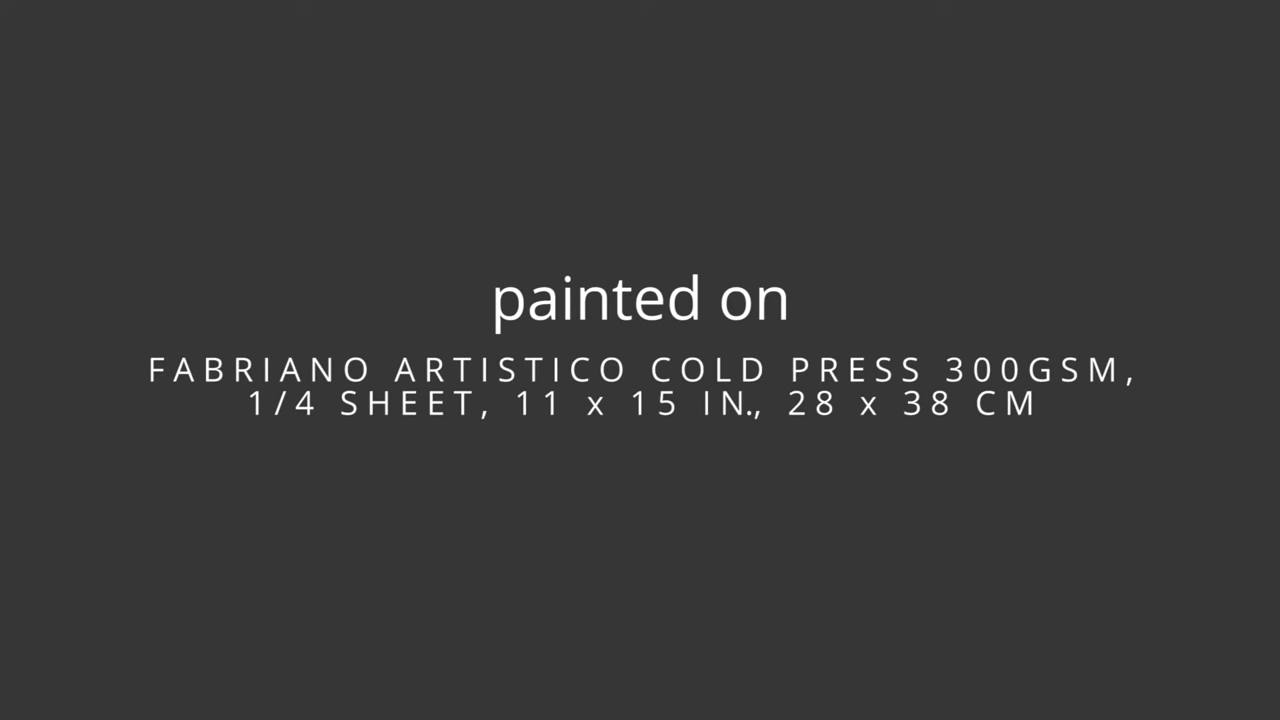 painted on
FABRIANO ARTISTICO COLD PRESS 300GSM,
1/4 SHEET, 11 x 15 IN., 28 x 38 CM